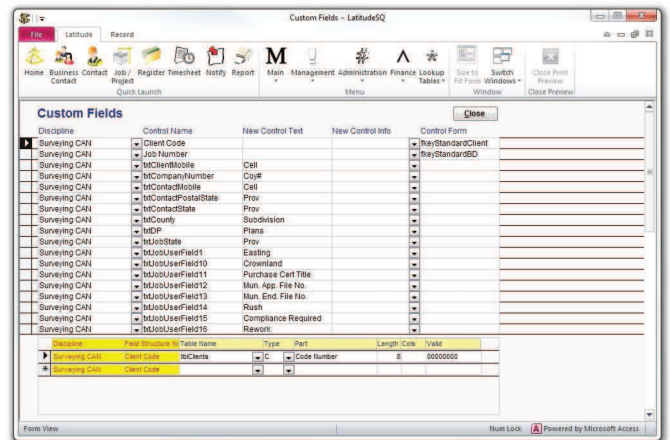 Custom Fields - LatitudeSQ
File Latitude Record
Home Business Contact Contact Job / Project Register Timesheet Notify Report Main Management Administration Finance Lookup Tables Size to Fit Form Switch Windows Close Print Preview
Quick Launch Menu Window Close Preview
Custom Fields Close
Discipline Control Name New Control Text New Control Info Control Form
Surveying CAN Client Code fkeyStandardClient
Surveying CAN Job Number fkeyStandardBD
Surveying CAN txtClientMobile Cell
Surveying CAN txtCompanyNumber Coy#
Surveying CAN txtContactMobile Cell
Surveying CAN txtContactPostalState Prov
Surveying CAN txtContactState Prov
Surveying CAN txtCounty Subdivision
Surveying CAN txtDP Plans
Surveying CAN txtJobState Prov
Surveying CAN txtJobUserField1 Easting
Surveying CAN txtJobUserField10 Crownland
Surveying CAN txtJobUserField11 Purchase Cert Title
Surveying CAN txtJobUserField12 Mun. App. File No.
Surveying CAN txtJobUserField13 Mun. End. File No.
Surveying CAN txtJobUserField14 Rush
Surveying CAN txtJobUserField15 Compliance Required
Surveying CAN txtJobUserField16 Rework
Discipline Field Structure fo Table Name Type Part Length Cols Valid
Surveying CAN Client Code tblClients C Code Number 8 00000000
Surveying CAN Client Code
Form View Num Lock Powered by Microsoft Access